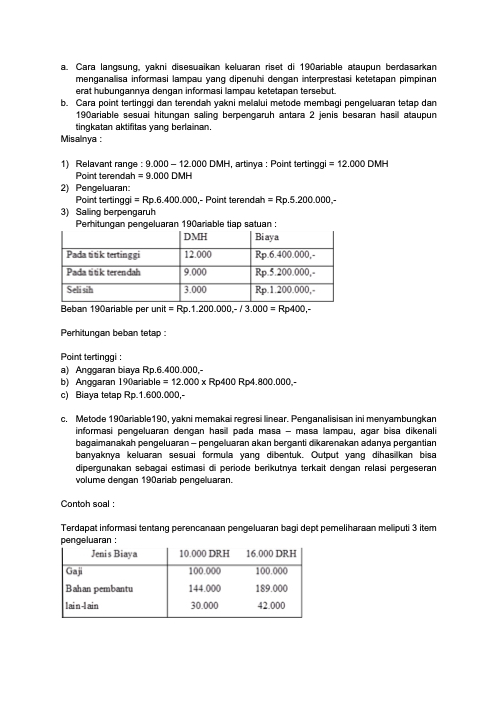 a. Cara langsung, yakni disesuaikan keluaran riset di 190ariable ataupun berdasarkan
menganalisa informasi lampau yang dipenuhi dengan interprestasi ketetapan pimpinan
erat hubungannya dengan informasi lampau ketetapan tersebut.
b. Cara point tertinggi dan terendah yakni melalui metode membagi pengeluaran tetap dan
190ariable sesuai hitungan saling berpengaruh antara 2 jenis besaran hasil ataupun
tingkatan aktifitas yang berlainan.
Misalnya :
1) Relavant range : 9.000 – 12.000 DMH, artinya : Point tertinggi = 12.000 DMH
Point terendah = 9.000 DMH
2) Pengeluaran:
Point tertinggi = Rp.6.400.000,- Point terendah = Rp.5.200.000,-
3) Saling berpengaruh
Perhitungan pengeluaran 190ariable tiap satuan :
DMH Biaya
Pada titik tertinggi 12.000 Rp.6.400.000,-
Pada titik terendah 9.000 Rp.5.200.000,-
Selisih 3.000 Rp.1.200.000,-
Beban 190ariable per unit = Rp.1.200.000,- / 3.000 = Rp400,-
Perhitungan beban tetap :
Point tertinggi :
a) Anggaran biaya Rp.6.400.000,-
b) Anggaran 190ariable = 12.000 x Rp400 Rp4.800.000,-
c) Biaya tetap Rp.1.600.000,-
c. Metode 190ariable190, yakni memakai regresi linear. Penganalisisan ini menyambungkan
informasi pengeluaran dengan hasil pada masa – masa lampau, agar bisa dikenali
bagaimanakah pengeluaran – pengeluaran akan berganti dikarenakan adanya pergantian
banyaknya keluaran sesuai formula yang dibentuk. Output yang dihasilkan bisa
dipergunakan sebagai estimasi di periode berikutnya terkait dengan relasi pergeseran
volume dengan 190ariab pengeluaran.
Contoh soal :
Terdapat informasi tentang perencanaan pengeluaran bagi dept pemeliharaan meliputi 3 item
pengeluaran :
Jenis Biaya 10.000 DRH 16.000 DRH
Gaji 100.000 100.000
Bahan pembantu 144.000 189.000
lain-lain 30.000 42.000